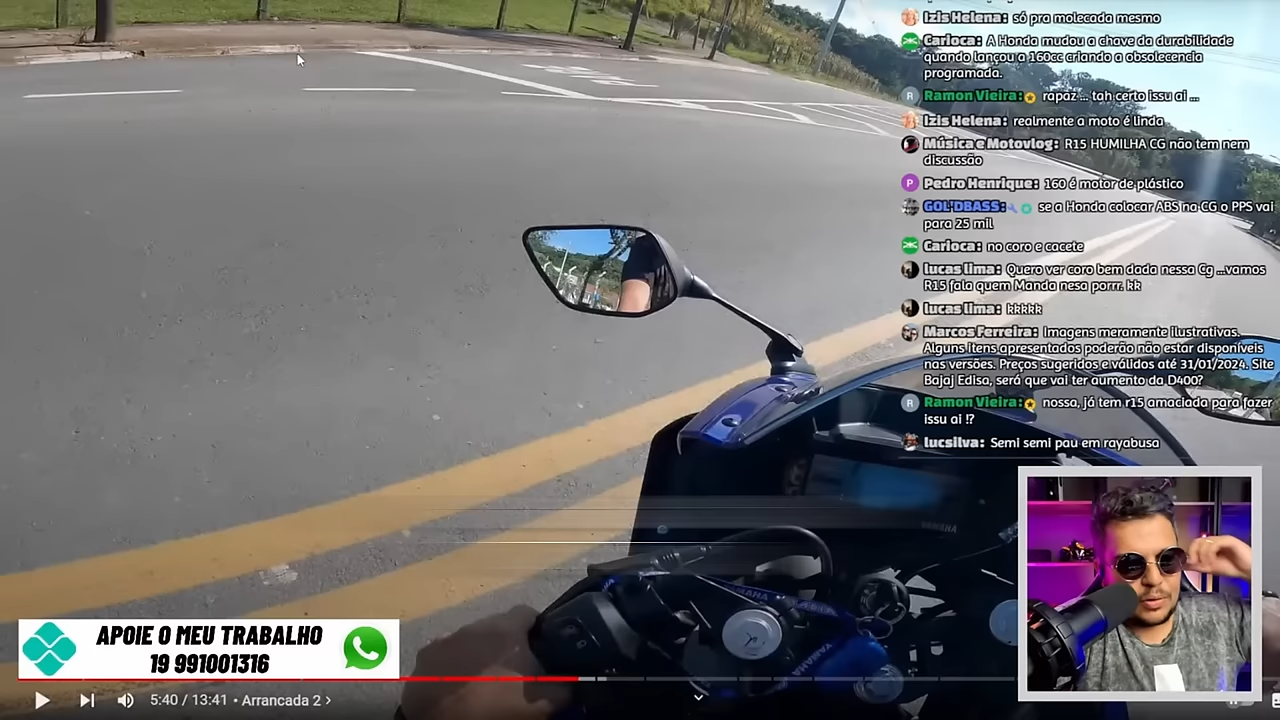 Izis Helena: só pra molecada mesmo
Carioca: A Honda mudou a chave da durabilidade
quando lançou a 160cc criando a obsolecencia
programada.
Ramon Vieira: rapaz ... tah certo issu ai ...
Izis Helena: realmente a moto é linda
Música e Motovlog: R15 HUMILHA CG não tem nem
discussão
Pedro Henrique: 160 é motor de plástico
GOL'DBASS: se a Honda colocar ABS na CG o PPS vai
para 25 mil
Carioca: no coro e cacete
lucas lima: Quero ver coro bem dada nessa Cg ...vamos
R15 fala quem Manda nesa porrr. kk
lucas lima: kkkkk
Marcos Ferreira: Imagens meramente ilustrativas.
Alguns itens apresentados poderão não estar disponíveis
nas versões. Preços sugeridos e válidos até 31/01/2024. Site
Bajaj Edisa, será que vai ter aumento da D400?
Ramon Vieira: nossa, já tem r15 amaciada para fazer
issu ai !?
lucsilva: Semi semi pau em rayabusa
YAMAHA
YAMAHA
YAMAHA
APOIE O MEU TRABALHO
19 991001316
5:40 / 13:41 • Arrancada 2 >